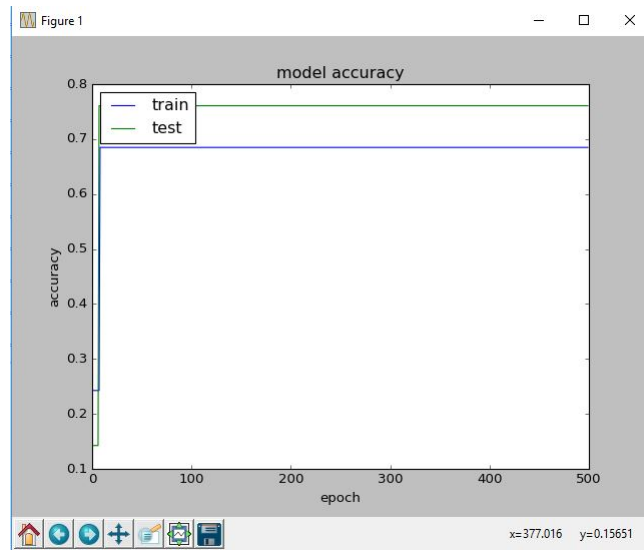 Figure 1
model accuracy
train
test
0.8
0.7
0.6
0.5
0.4
0.3
0.2
0.1
accuracy
0 100 200 300 400 500
epoch
x=377.016 y=0.15651